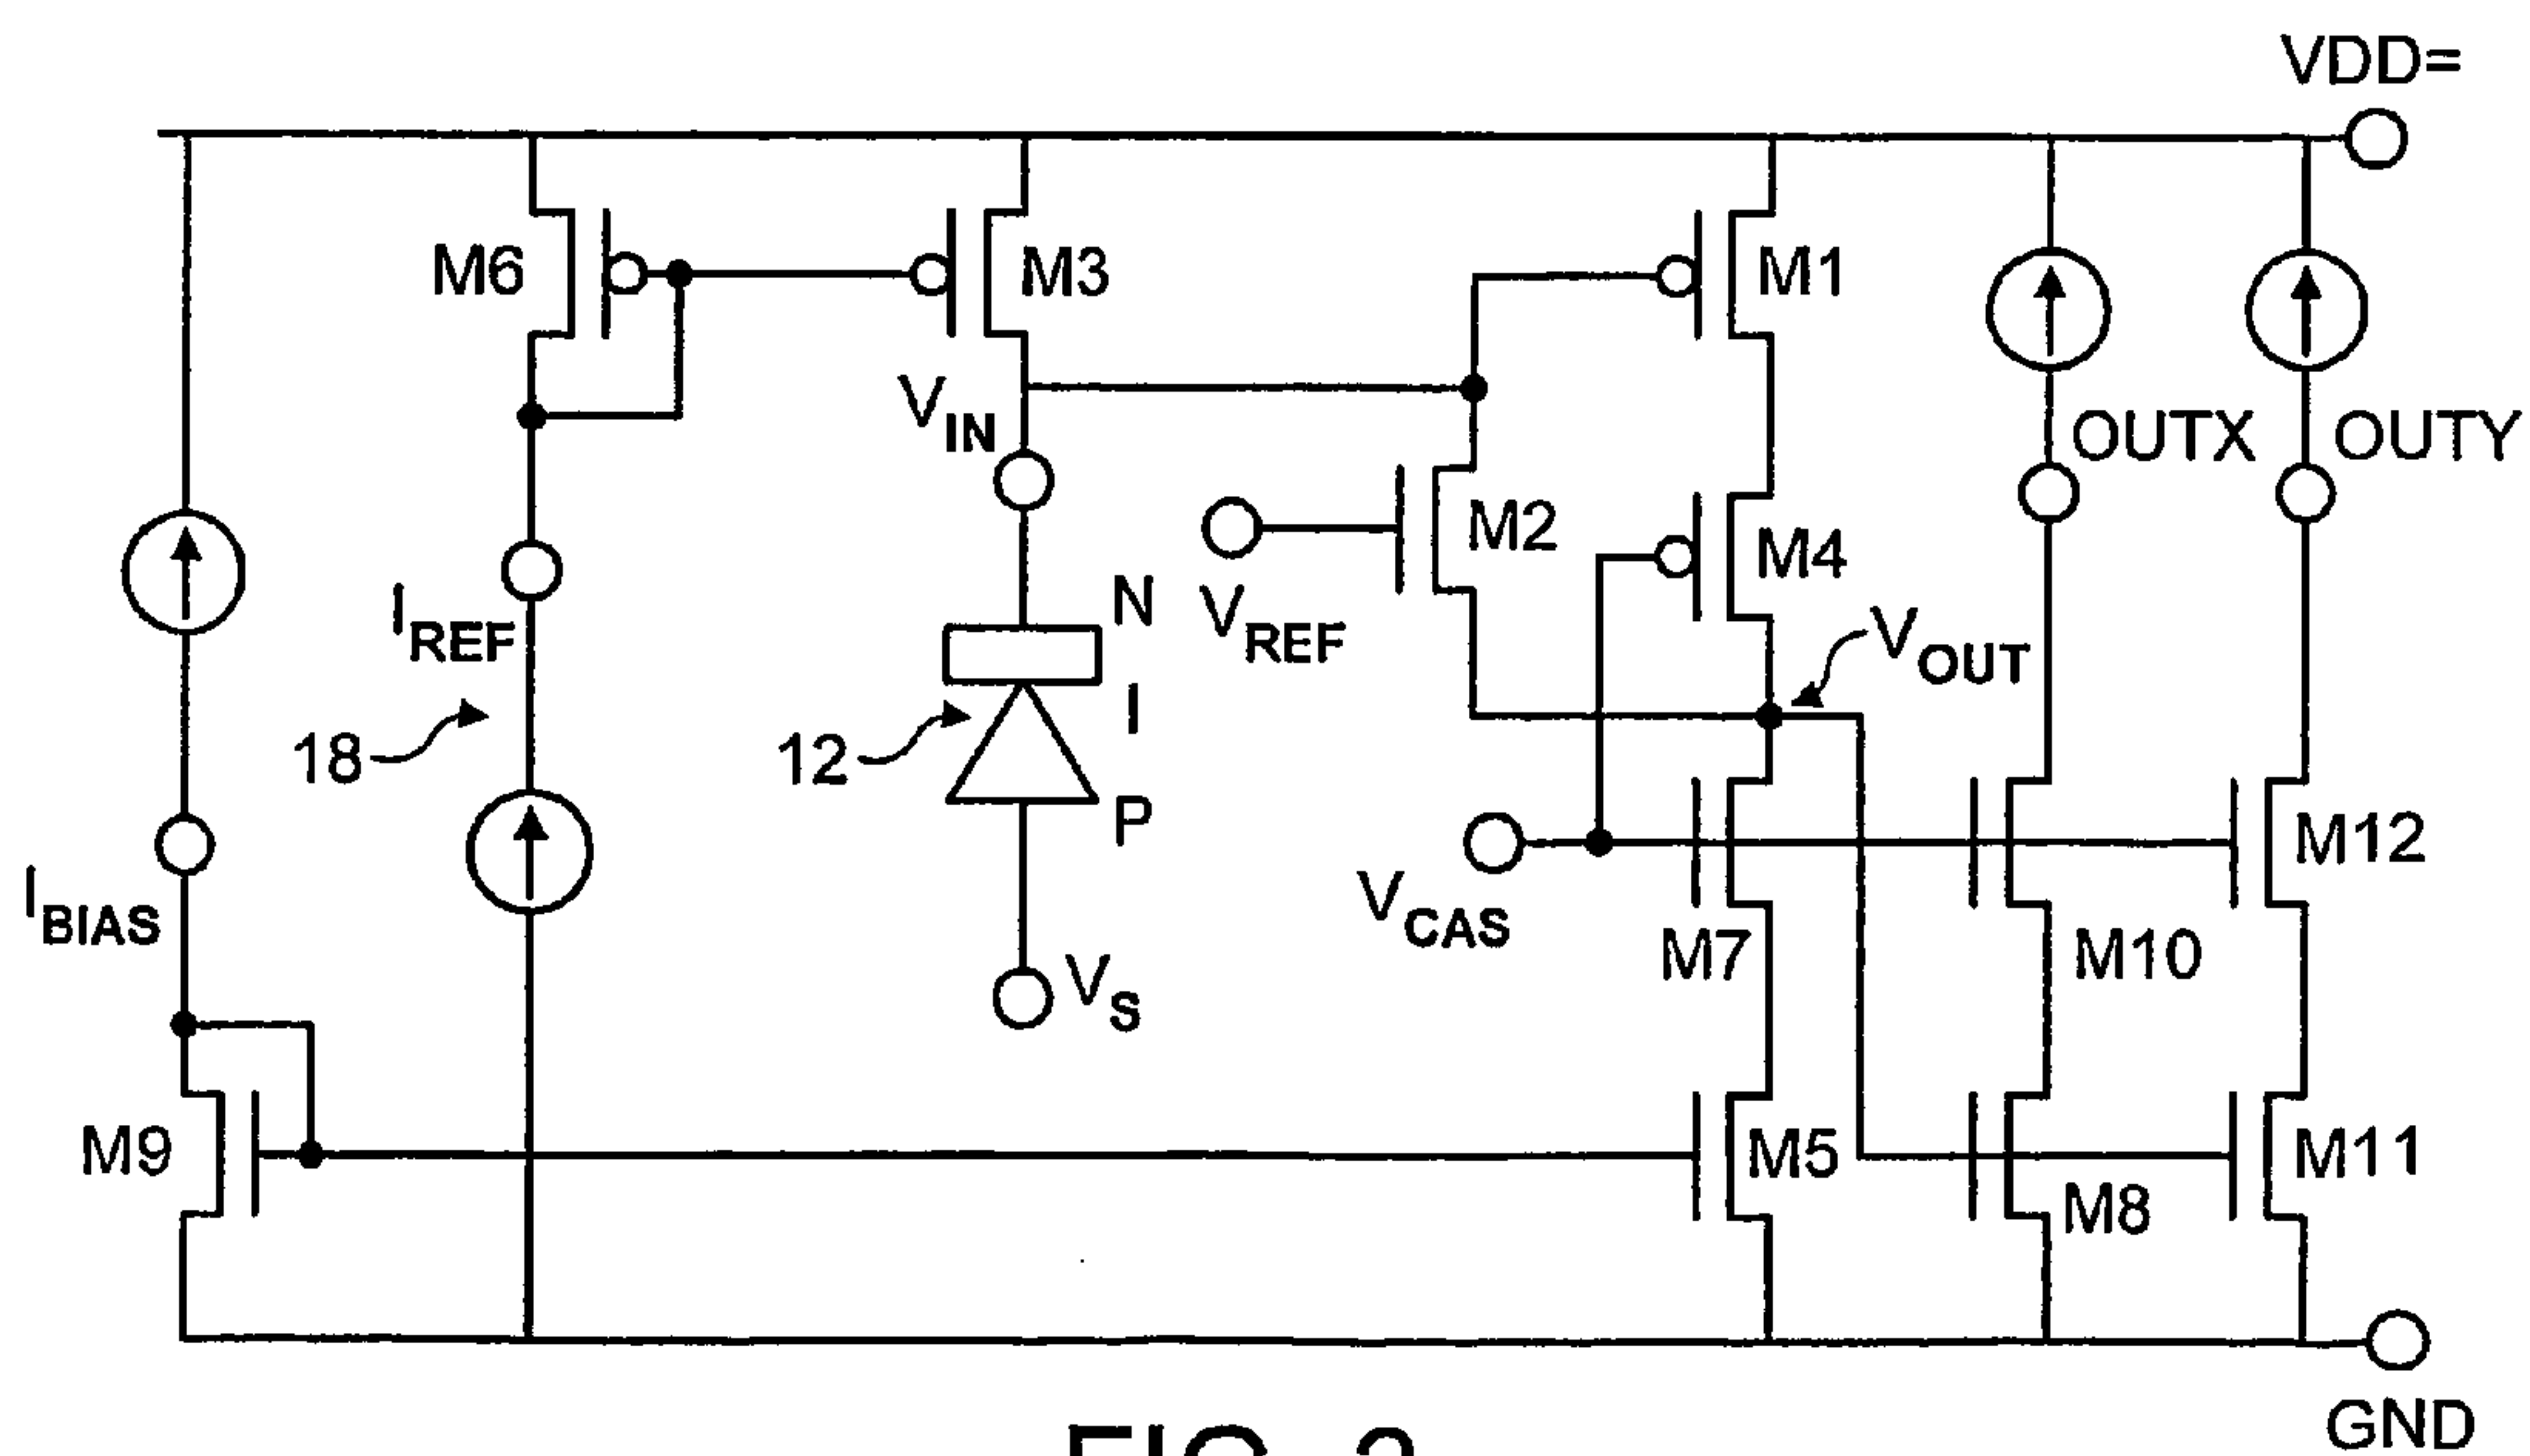 VDD=
M6
M3
M1
VIN
OUTX
OUTY
M2
M4
IREF
VREF
N
VOUT
I
18
12
P
M12
IBIAS
VCAS
M7
M10
VS
M9
M5
M11
M8
GND